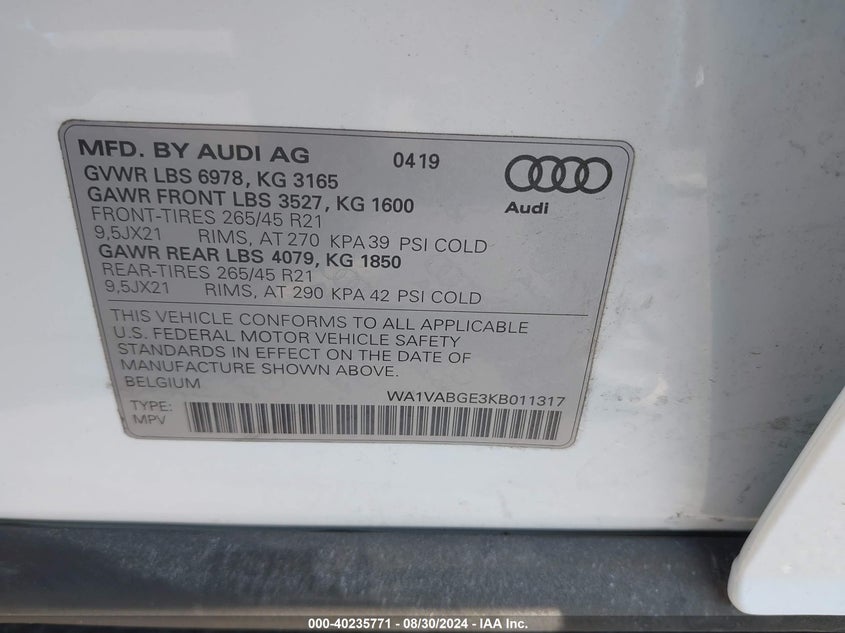 MFD. BY AUDI AG 0419
GVWR LBS 6978, KG 3165
GAWR FRONT LBS 3527, KG 1600
FRONT-TIRES 265/45 R21
9,5JX21 RIMS, AT 270 KPA 39 PSI COLD
GAWR REAR LBS 4079, KG 1850
REAR-TIRES 265/45 R21
9,5JX21 RIMS, AT 290 KPA 42 PSI COLD
Audi
THIS VEHICLE CONFORMS TO ALL APPLICABLE
U.S. FEDERAL MOTOR VEHICLE SAFETY
STANDARDS IN EFFECT ON THE DATE OF
MANUFACTURE SHOWN ABOVE.
BELGIUM
WA1VABGE3KB011317
TYPE:
MPV
000-40235771 - 08/30/2024 - IAA Inc.